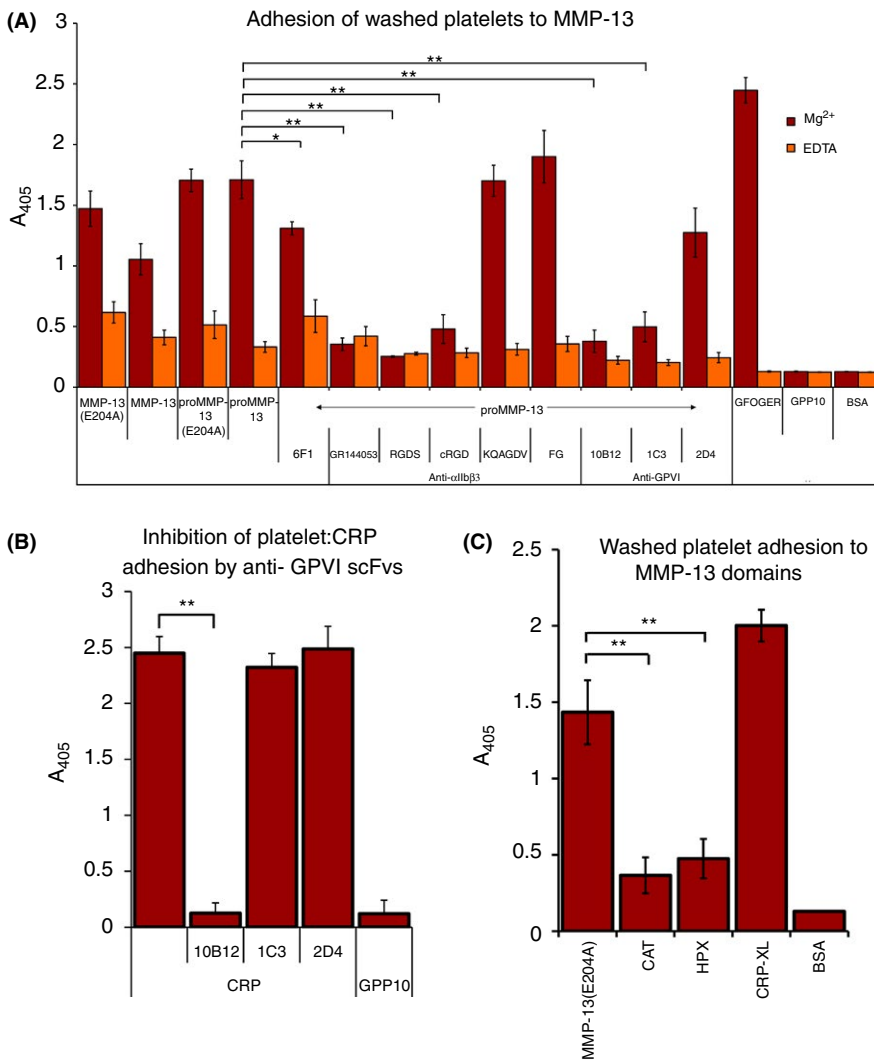 (A)
Adhesion of washed platelets to MMP-13
3
2.5
2
1.5
1
0.5
0
A405
**
**
**
**
**
*
Mg2+
EDTA
MMP-13
(E204A)
MMP-13
proMMP-
13
(E204A)
proMMP-
13
proMMP-13
6F1
GR144053
RGDS
cRGD
KQAGDV
FG
10B12
1C3
2D4
GFOGER
GPP10
BSA
Anti-αIIbβ3
Anti-GPVI
..
(B)
Inhibition of platelet:CRP
adhesion by anti- GPVI scFvs
3
2.5
2
1.5
1
0.5
0
A405
**
10B12
1C3
2D4
CRP
GPP10
(C)
Washed platelet adhesion to
MMP-13 domains
2.5
2
1.5
1
0.5
0
A405
**
**
MMP-13(E204A)
CAT
HPX
CRP-XL
BSA